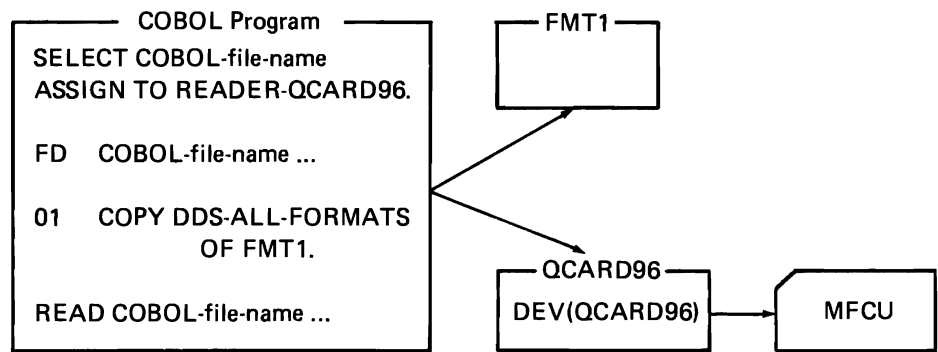 COBOL Program
SELECT COBOL-file-name
ASSIGN TO READER-QCARD96.
FD COBOL-file-name ...
01 COPY DDS-ALL-FORMATS
OF FMT1.
READ COBOL-file-name ...
FMT1
QCARD96
DEV(QCARD96)
MFCU